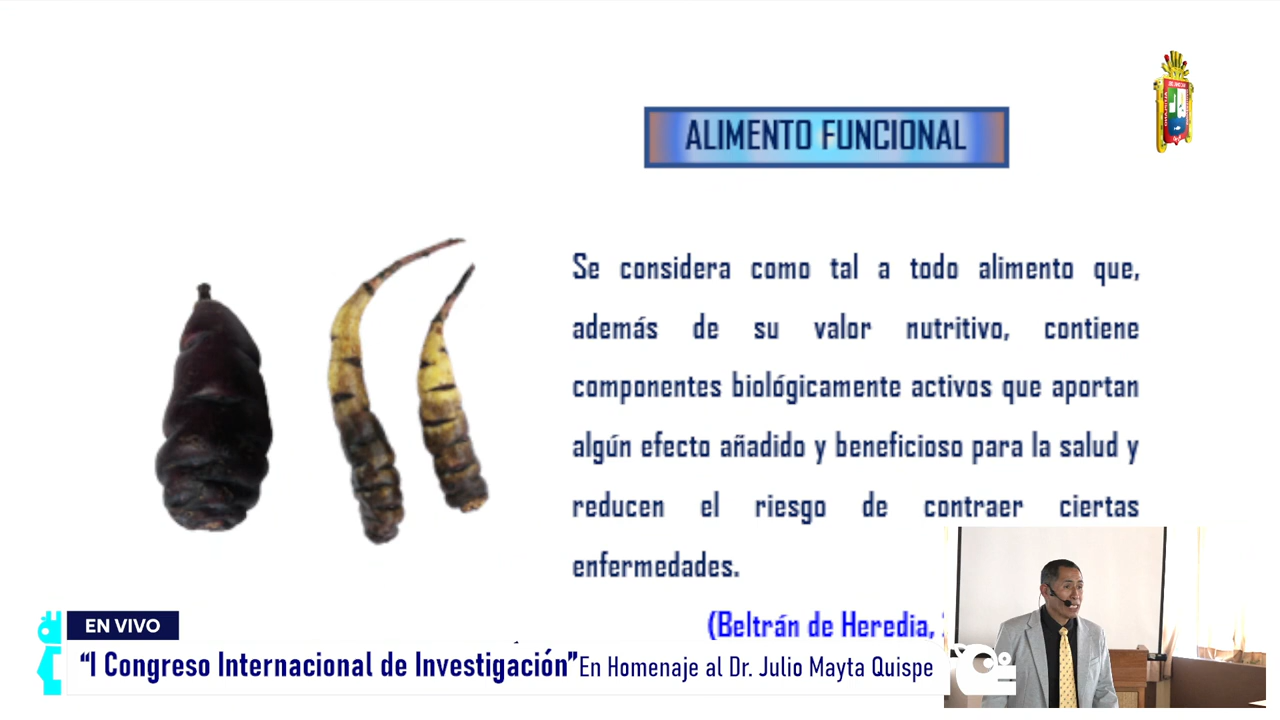 ALIMENTO FUNCIONAL
Se considera como tal a todo alimento que,
además de su valor nutritivo, contiene
componentes biológicamente activos que aportan
algún efecto añadido y beneficioso para la salud y
reducen el riesgo de contraer ciertas
enfermedades.
(Beltrán de Heredia,
EN VIVO
“I Congreso Internacional de Investigación” En Homenaje al Dr. Julio Mayta Quispe